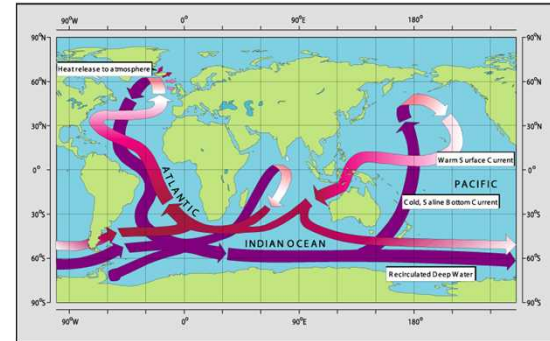 90°W 0° 90°E 180°
90°N 90°N
Heat release to atmosphere
60°N 60°N
30°N 30°N
Warm Surface Current
0° 0°
ATLANTIC
PACIFIC
Cold, Saline Bottom Current
30°S 30°S
INDIAN OCEAN
60°S 60°S
Recirculated Deep Water
90°S 90°S
90°W 0° 90°E 180°